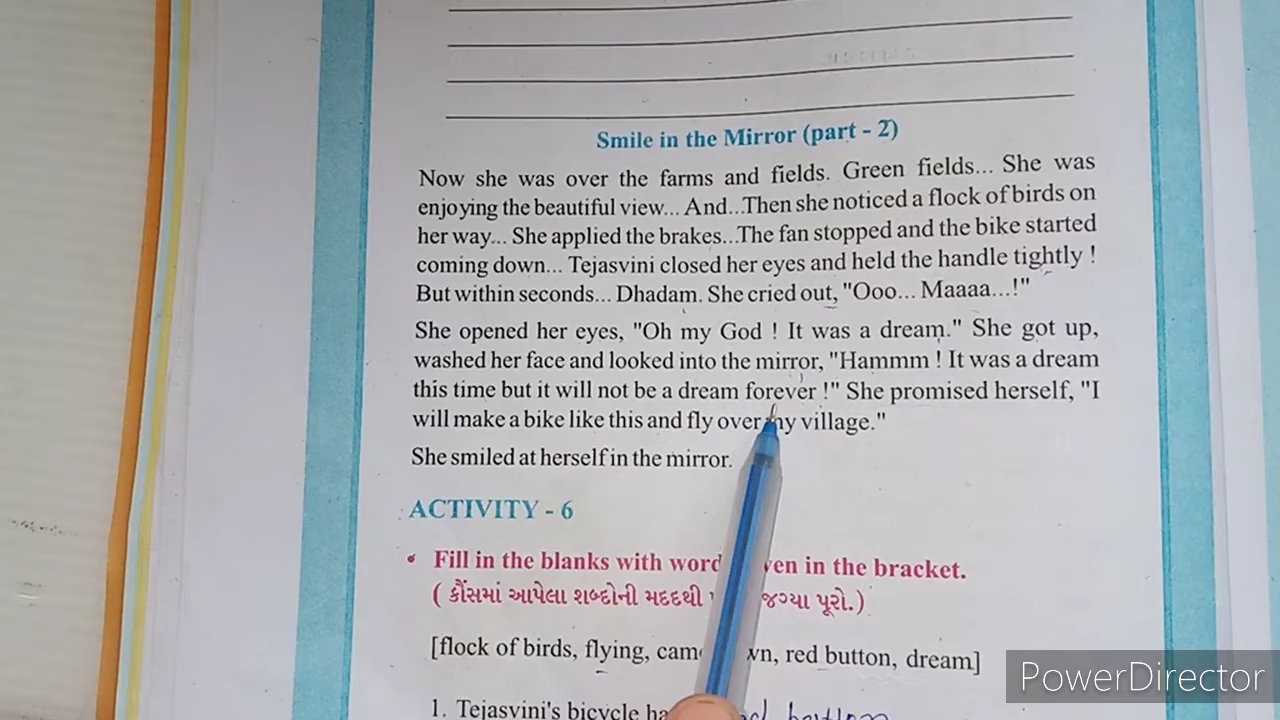 Smile in the Mirror (part - 2)
Now she was over the farms and fields. Green fields... She was
enjoying the beautiful view... And...Then she noticed a flock of birds on
her way... She applied the brakes...The fan stopped and the bike started
coming down... Tejasvini closed her eyes and held the handle tightly !
But within seconds... Dhadam. She cried out, "Ooo... Maaaa...!"
She opened her eyes, "Oh my God ! It was a dream." She got up,
washed her face and looked into the mirror, "Hammm ! It was a dream
this time but it will not be a dream forever !" She promised herself, "I
will make a bike like this and fly over my village."
She smiled at herself in the mirror.
ACTIVITY - 6
Fill in the blanks with in the bracket.
( કૌંસમાં આપેલા શબ્દોની મદદથી જગ્યા પૂરો.)
[flock of birds, flying, red button, dream]
1. Tejasvini's bicycle button
PowerDirector